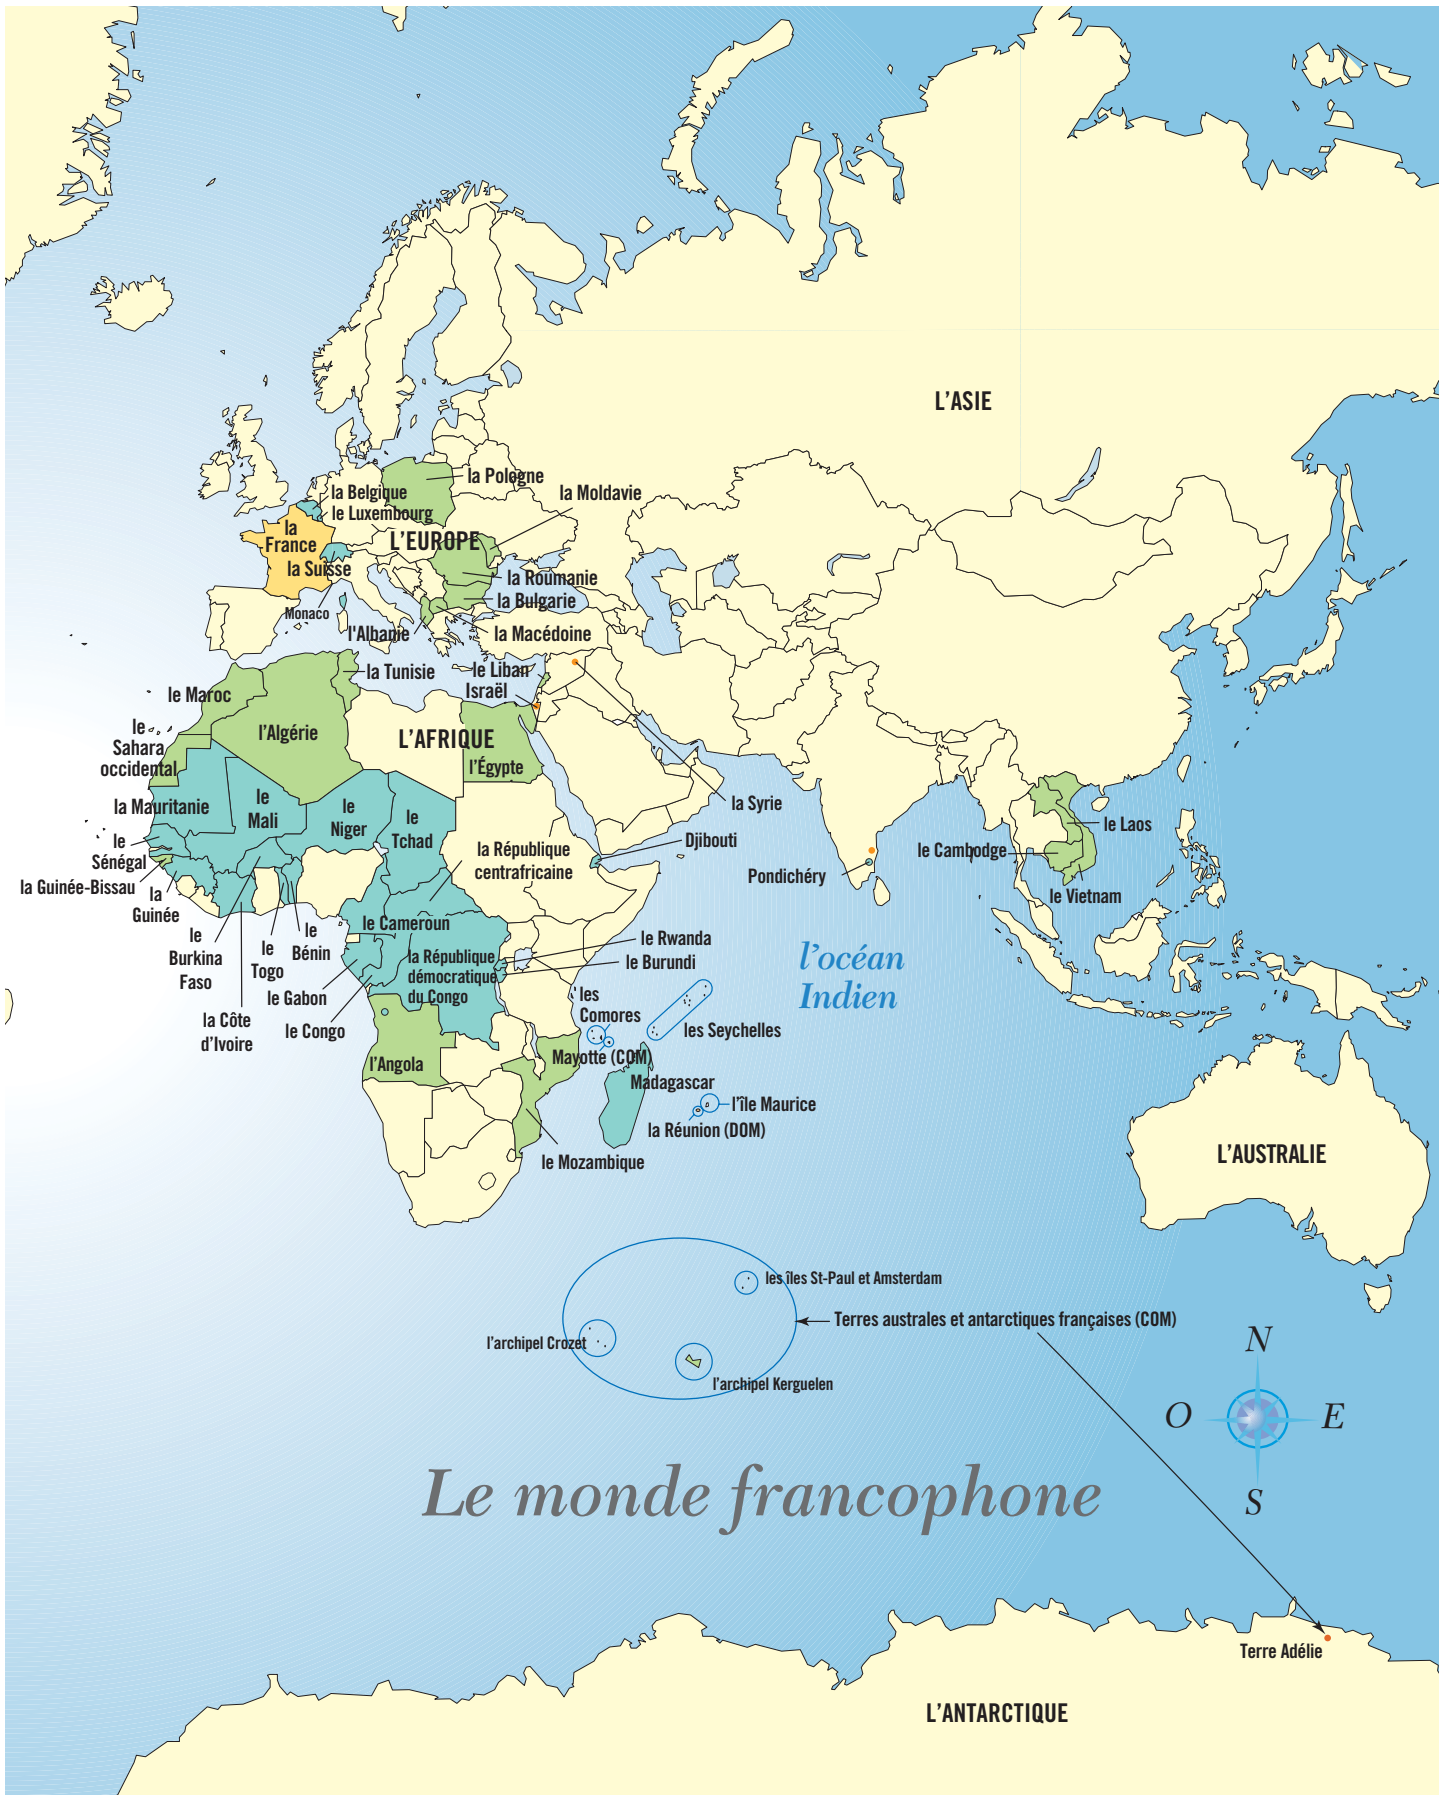 L'ASIE
la Pologne
la Belgique
la Moldavie
le Luxembourg
la
France
L'EUROPE
la Suisse
la Roumanie
la Bulgarie
Monaco
l'Albanie
la Macédoine
la Tunisie
le Liban
Israël
le Maroc
le
Sahara
occidental
l'Algérie
L'AFRIQUE
l'Égypte
la Mauritanie
le
Mali
le
Niger
le
Tchad
la Syrie
le
Sénégal
la République
centrafricaine
Djibouti
le Laos
le Cambodge
Pondichéry
le Vietnam
la Guinée-Bissau
la
Guinée
le Cameroun
le
Burkina
Faso
le
Togo
le
Bénin
le Rwanda
le Burundi
la République
démocratique
du Congo
l'océan
Indien
le Gabon
les
Comores
la Côte
d'Ivoire
le Congo
les Seychelles
l'Angola
Mayotte (COM)
Madagascar
l'île Maurice
la Réunion (DOM)
le Mozambique
L'AUSTRALIE
les îles St-Paul et Amsterdam
Terres australes et antarctiques françaises (COM)
l'archipel Crozet
l'archipel Kerguelen
N
O
E
S
Le monde francophone
Terre Adélie
L'ANTARCTIQUE